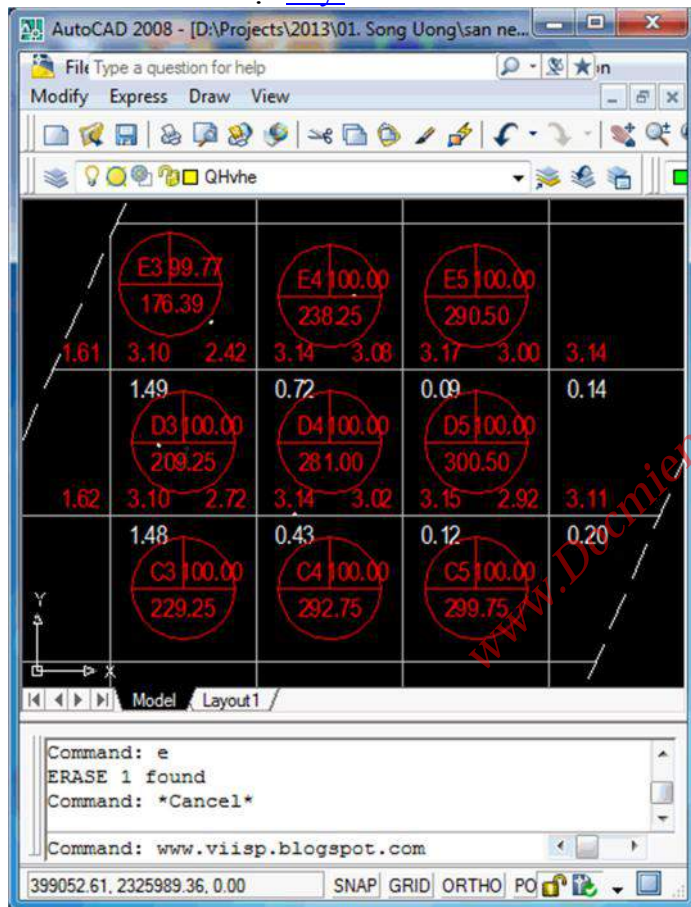 AutoCAD 2008 - [D:\Projects\2013\01. Song Uong\san ne...
File Type a question for help
Modify Express Draw View
QHvhe
E3 99.77 E4 100.00 E5 100.00
176.39 238.25 290.50
1.61 3.10 2.42 3.14 3.08 3.17 3.00 3.14
1.49 0.72 0.09 0.14
D3 100.00 D4 100.00 D5 100.00
209.25 281.00 300.50
1.62 3.10 2.72 3.14 3.02 3.15 2.92 3.11
1.48 0.43 0.12 0.20
C3 100.00 C4 100.00 C5 100.00
229.25 292.75 299.75
Y
X
Model Layout1
Command: e
ERASE 1 found
Command: *Cancel*
Command: www.viisp.blogspot.com
399052.61, 2325989.36, 0.00 SNAP GRID ORTHO PO
www.Docmien